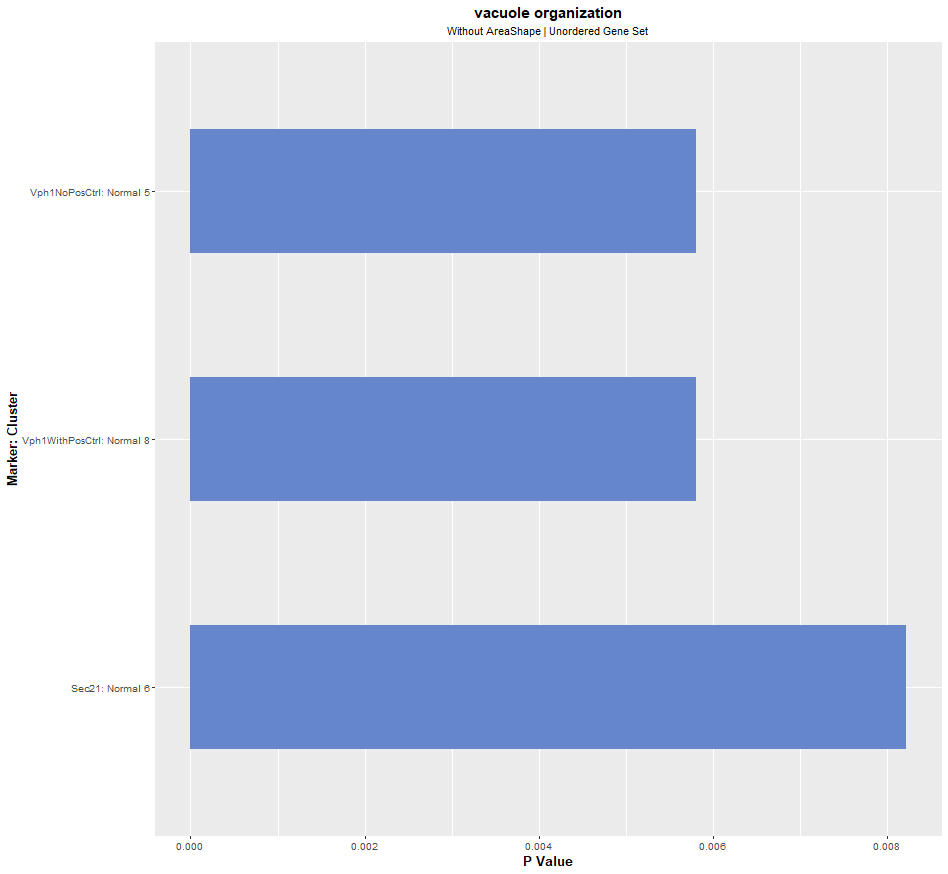 vacuole organization
Without AreaShape | Unordered Gene Set
Marker: Cluster
Vph1NoPosCtrl: Normal 5
Vph1WithPosCtrl: Normal 8
Sec21: Normal 6
0.000 0.002 0.004 0.006 0.008
P Value